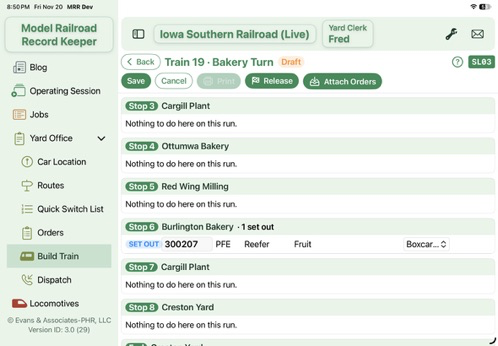 8:50 PM Fri Nov 20 MRR Dev
Model Railroad
Record Keeper
Blog
Operating Session
Jobs
Yard Office
Car Location
Routes
Quick Switch List
Orders
Build Train
Dispatch
Locomotives
© Evans & Associates-PHR, LLC
Version ID: 3.0 (29)
Iowa Southern Railroad (Live)
Yard Clerk
Fred
Back
Train 19 · Bakery Turn
Draft
SL03
Save
Cancel
Print
Release
Attach Orders
Stop 3 Cargill Plant
Nothing to do here on this run.
Stop 4 Ottumwa Bakery
Nothing to do here on this run.
Stop 5 Red Wing Milling
Nothing to do here on this run.
Stop 6 Burlington Bakery · 1 set out
SET OUT 300207 PFE Reefer Fruit Boxcar...
Stop 7 Cargill Plant
Nothing to do here on this run.
Stop 8 Creston Yard
Nothing to do here on this run.